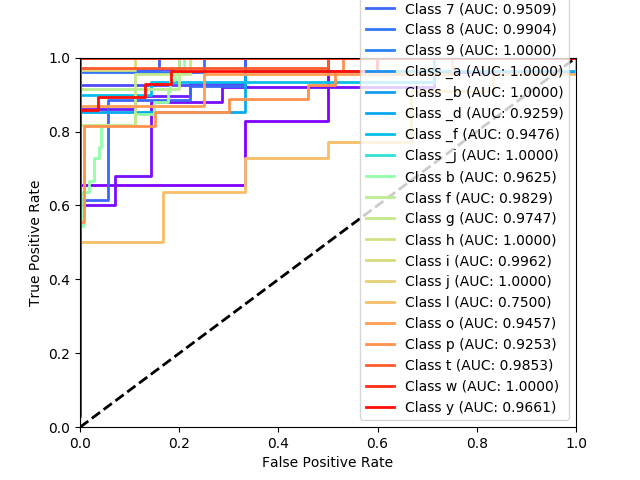 Class 7 (AUC: 0.9509)
Class 8 (AUC: 0.9904)
Class 9 (AUC: 1.0000)
Class _a (AUC: 1.0000)
Class _b (AUC: 1.0000)
Class _d (AUC: 0.9259)
Class _f (AUC: 0.9476)
Class _j (AUC: 1.0000)
Class b (AUC: 0.9625)
Class f (AUC: 0.9829)
Class g (AUC: 0.9747)
Class h (AUC: 1.0000)
Class i (AUC: 0.9962)
Class j (AUC: 1.0000)
Class l (AUC: 0.7500)
Class o (AUC: 0.9457)
Class p (AUC: 0.9253)
Class t (AUC: 0.9853)
Class w (AUC: 1.0000)
Class y (AUC: 0.9661)
True Positive Rate
1.0
0.8
0.6
0.4
0.2
0.0
0.0 0.2 0.4 0.6 0.8 1.0
False Positive Rate